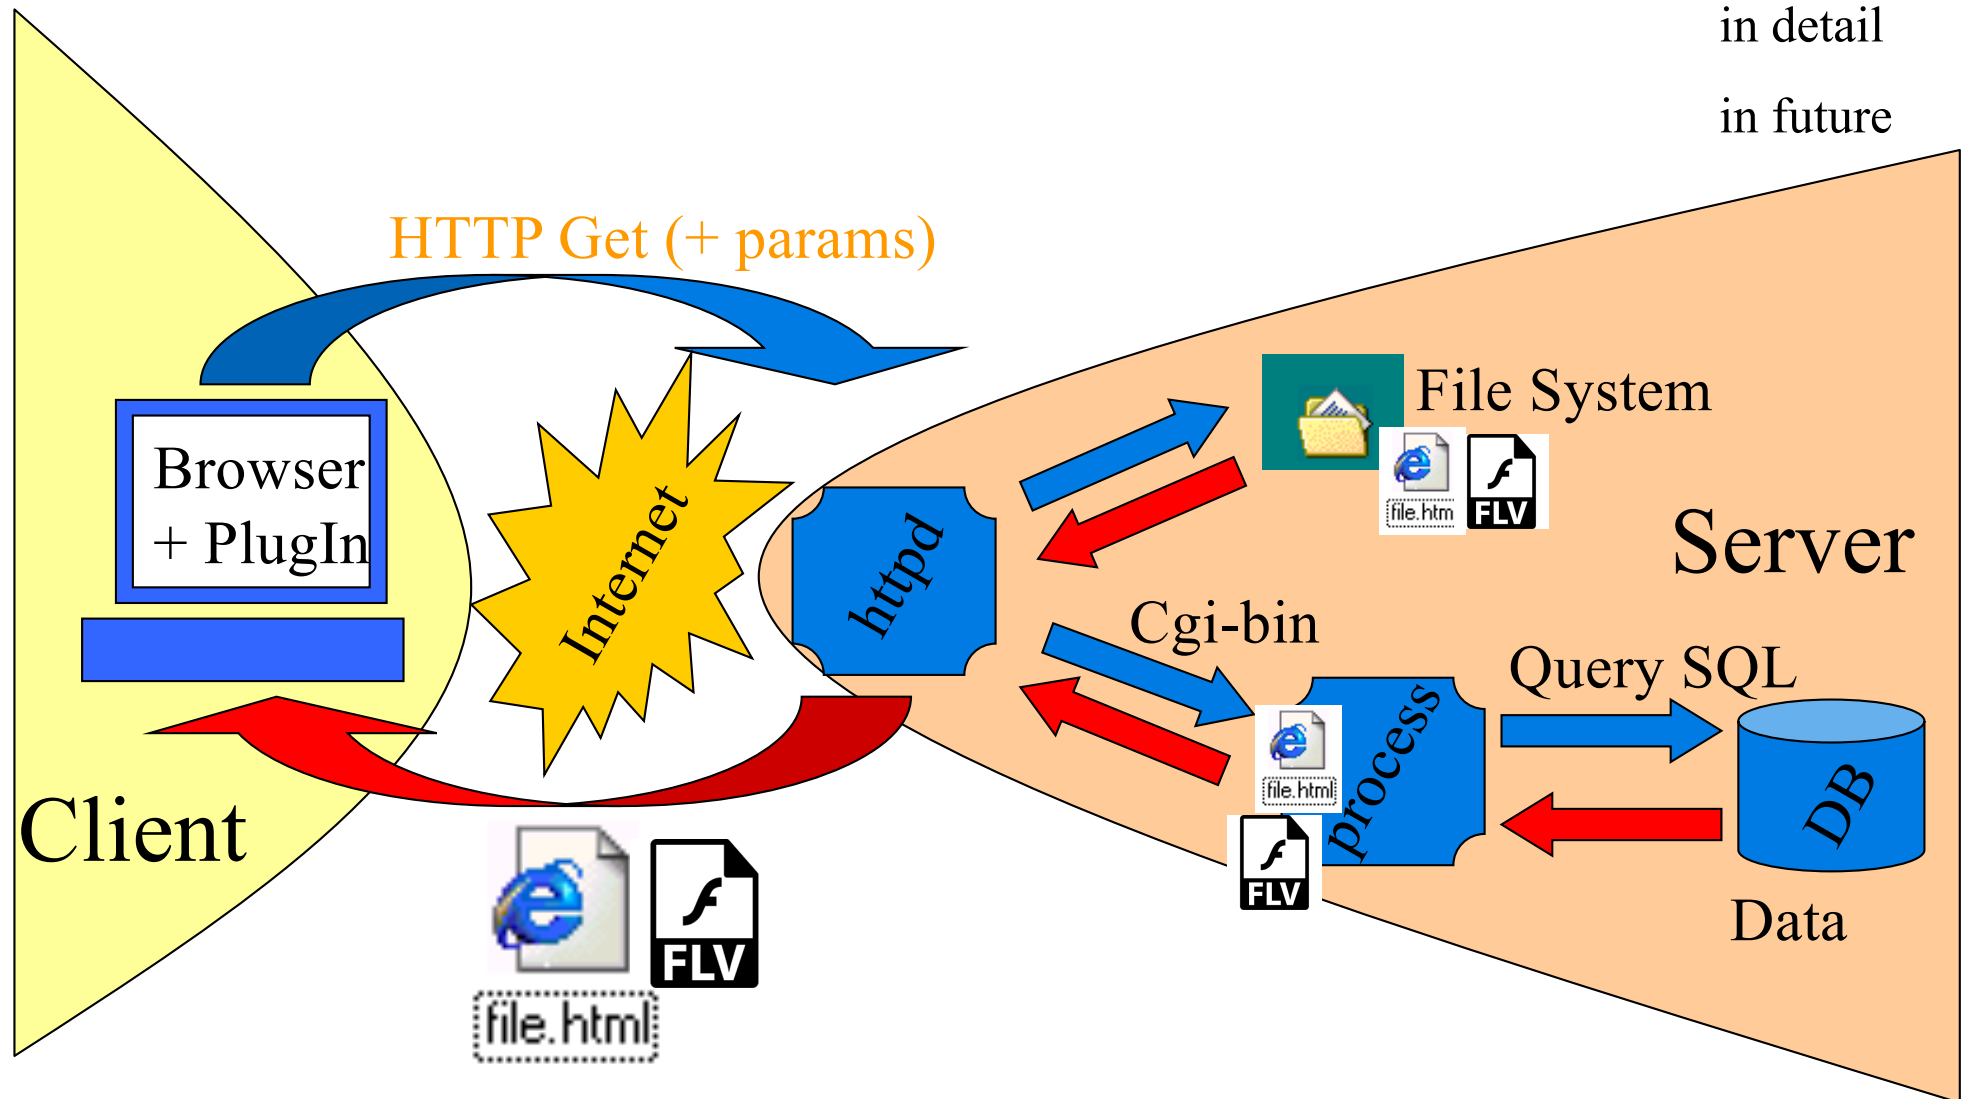 in detail
in future
HTTP Get (+ params)
File System
file.htm
FLV
Browser
+ PlugIn
Internet
httpd
Server
Cgi-bin
Query SQL
process
file.html
FLV
DB
Client
Data
FLV
file.html